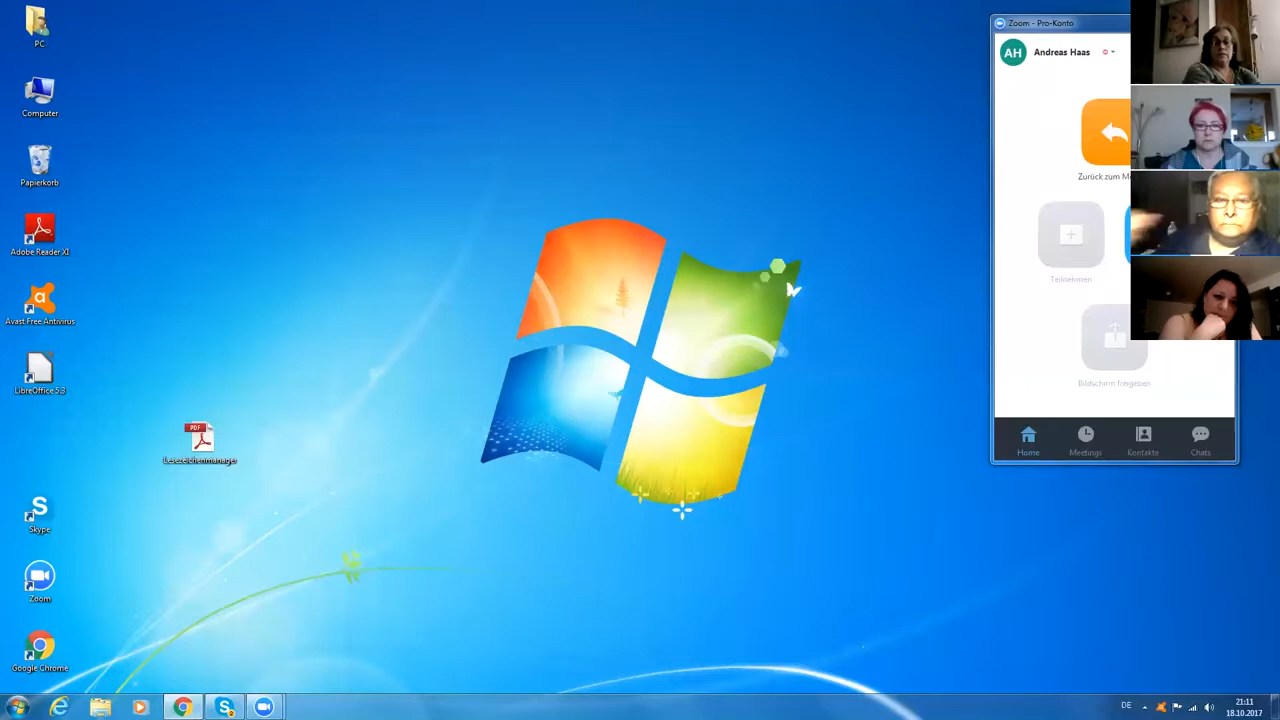 PC
Computer
Papierkorb
Adobe Reader XI
Avast Free Antivirus
LibreOffice 5.3
PDF
Lesezeichenmanager
Skype
Zoom
Google Chrome
Zoom - Pro-Konto
AH
Andreas Haas
Zurück zum
Teilnehmen
Bildschirm freigeben
Home
Meetings
Kontakte
Chats
DE
21:11
18.10.2017